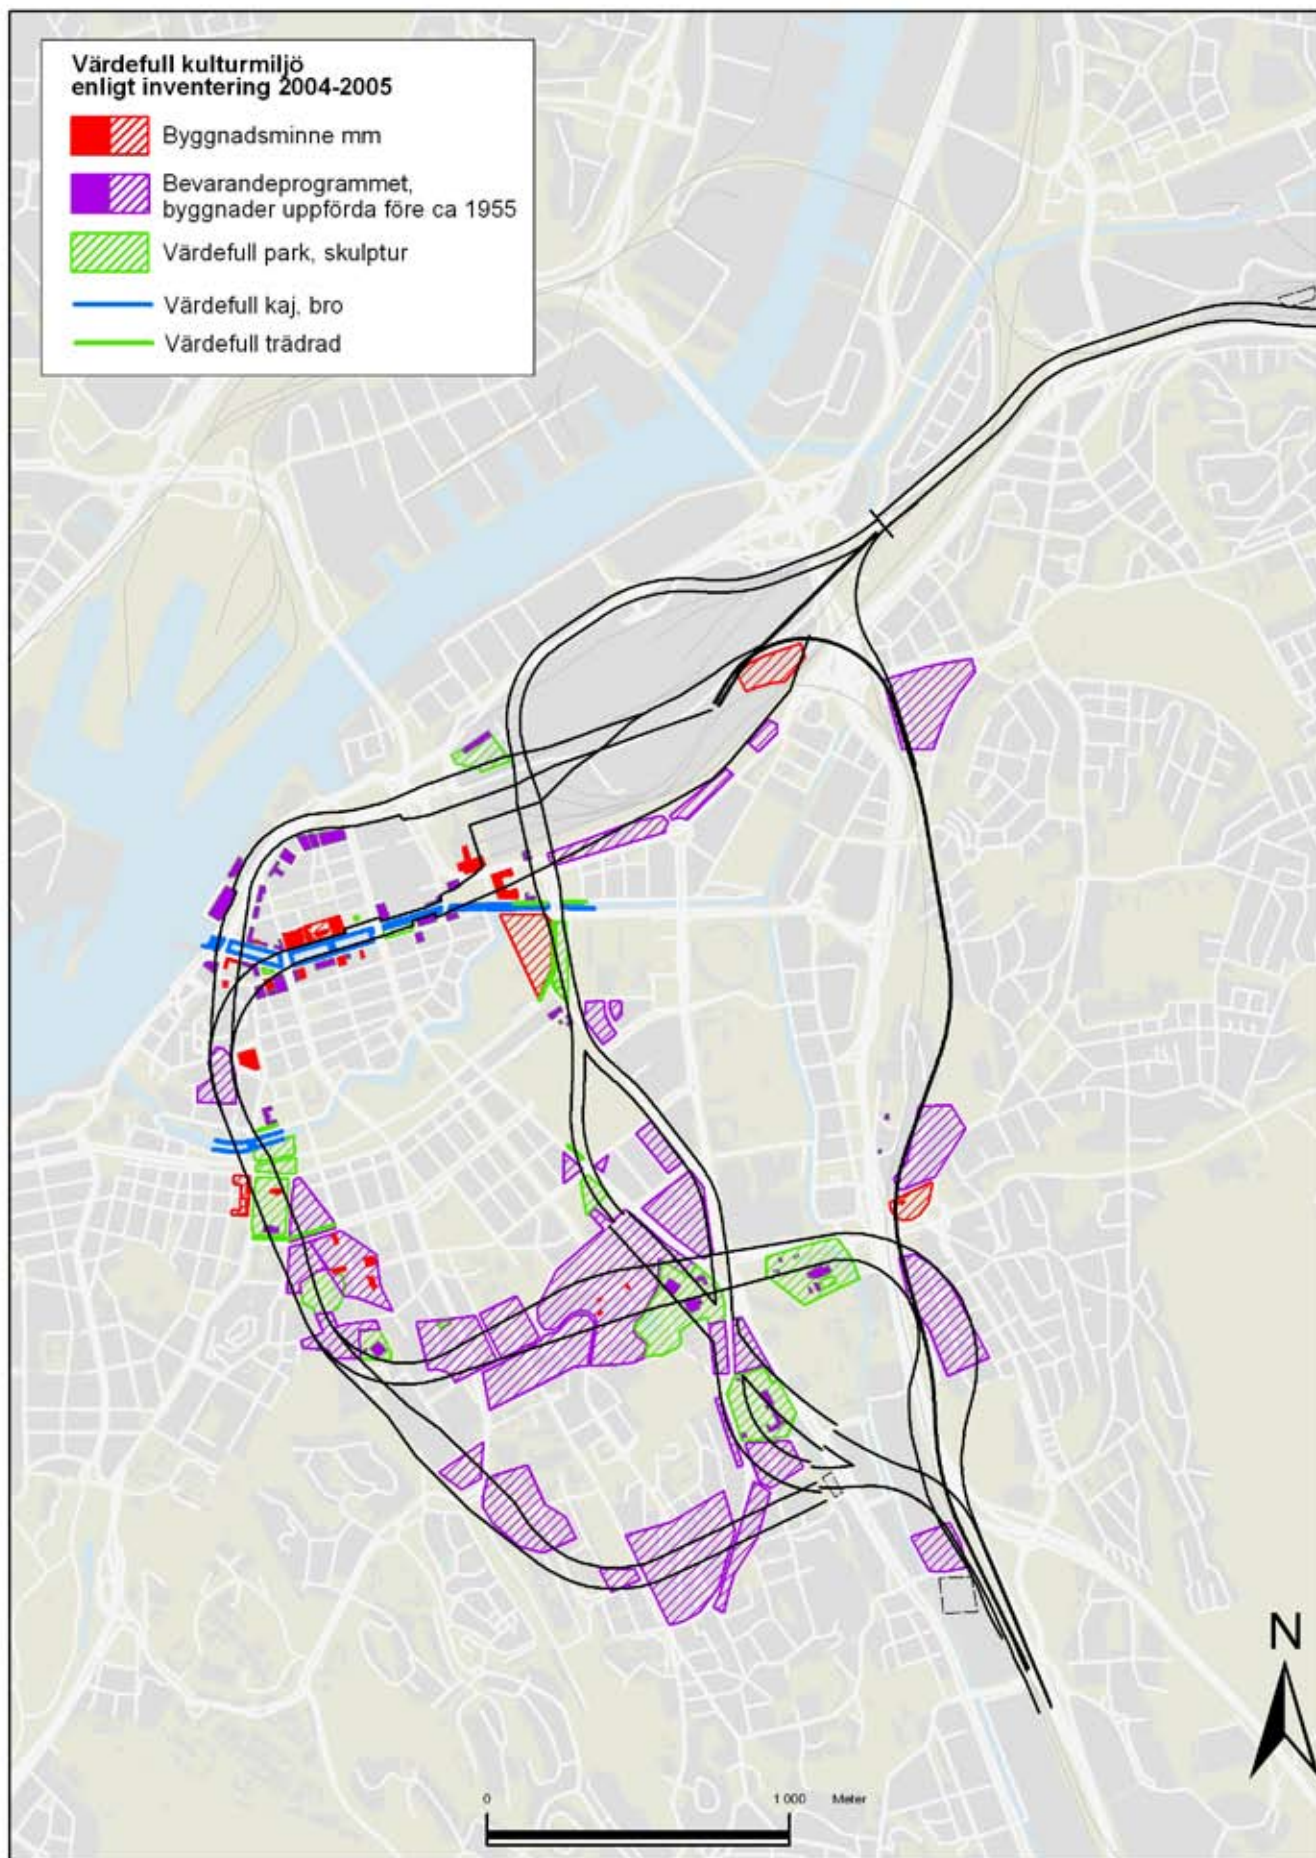 Värdefull kulturmiljö
enligt inventering 2004-2005
Byggnadsminne mm
Bevarandeprogrammet,
byggnader uppförda före ca 1955
Värdefull park, skulptur
Värdefull kaj, bro
Värdefull trädrad
N
0 1 000 Meter